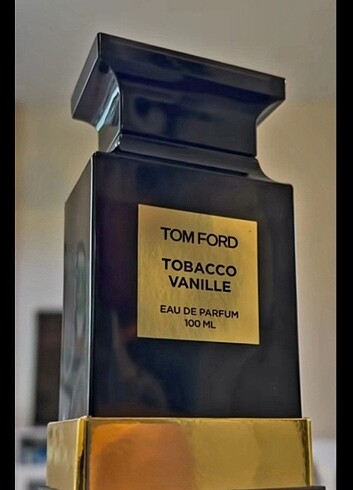 TOM FORD
TOBACCO
VANILLE
EAU DE PARFUM
100 ML